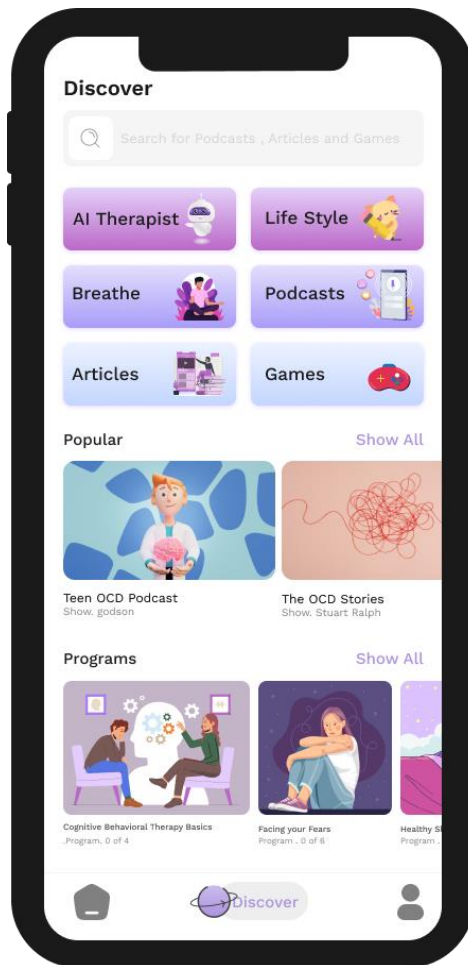 Discover
Search for Podcasts , Articles and Games
AI Therapist
Life Style
Breathe
Podcasts
Articles
Games
Popular
Show All
Teen OCD Podcast
Show. godson
The OCD Stories
Show. Stuart Ralph
Programs
Show All
Cognitive Behavioral Therapy Basics
.Program. 0 of 4
Facing your Fears
Program . 0 of 6
Healthy
Program .
Discover